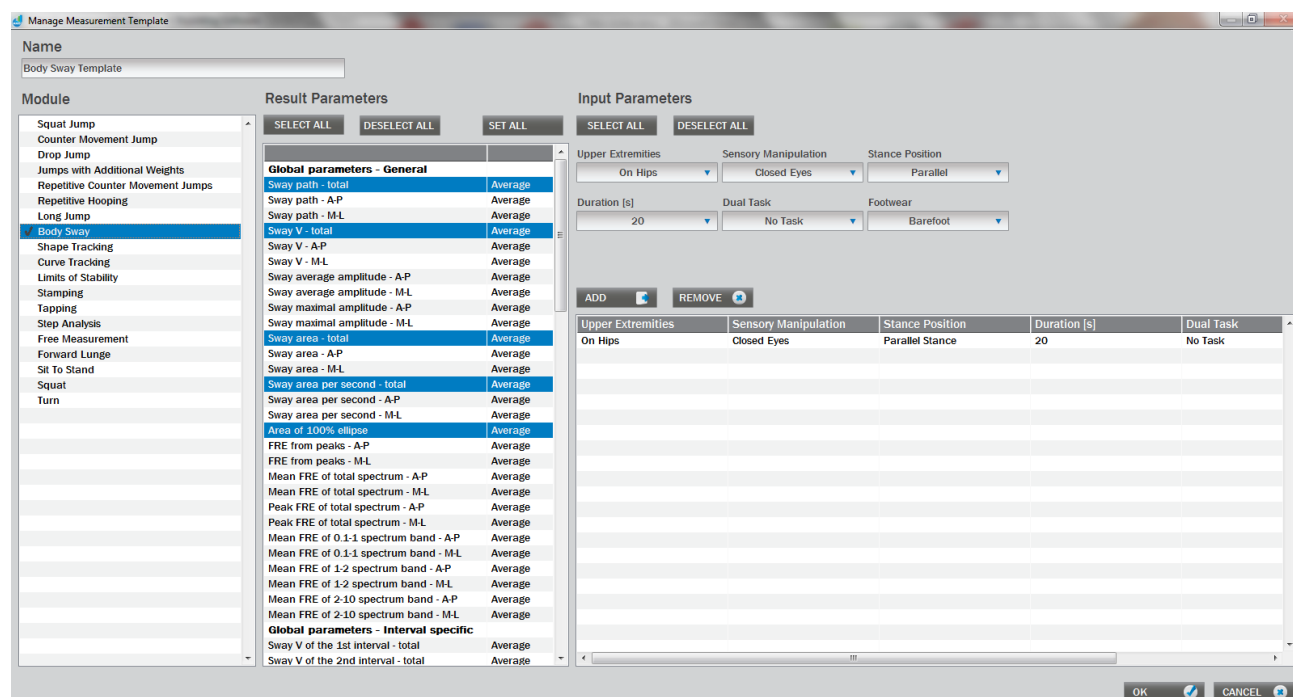 Manage Measurement Template
Name
Body Sway Template
Module
Squat Jump
Counter Movement Jump
Drop Jump
Jumps with Additional Weights
Repetitive Counter Movement Jumps
Repetitive Hooping
Long Jump
Body Sway
Shape Tracking
Curve Tracking
Limits of Stability
Stamping
Tapping
Step Analysis
Free Measurement
Forward Lunge
Sit To Stand
Squat
Turn
Result Parameters
SELECT ALL DESELECT ALL SET ALL
Global parameters - General
Sway path - total Average
Sway path - A-P Average
Sway path - M-L Average
Sway V - total Average
Sway V - A-P Average
Sway V - M-L Average
Sway average amplitude - A-P Average
Sway average amplitude - M-L Average
Sway maximal amplitude - A-P Average
Sway maximal amplitude - M-L Average
Sway area - total Average
Sway area - A-P Average
Sway area - M-L Average
Sway area per second - total Average
Sway area per second - A-P Average
Sway area per second - M-L Average
Area of 100% ellipse Average
FRE from peaks - A-P Average
FRE from peaks - M-L Average
Mean FRE of total spectrum - A-P Average
Mean FRE of total spectrum - M-L Average
Peak FRE of total spectrum - A-P Average
Peak FRE of total spectrum - M-L Average
Mean FRE of 0.1-1 spectrum band - A-P Average
Mean FRE of 0.1-1 spectrum band - M-L Average
Mean FRE of 1-2 spectrum band - A-P Average
Mean FRE of 1-2 spectrum band - M-L Average
Mean FRE of 2-10 spectrum band - A-P Average
Mean FRE of 2-10 spectrum band - M-L Average
Global parameters - Interval specific
Sway V of the 1st interval - total Average
Sway V of the 2nd interval - total Average
Input Parameters
SELECT ALL DESELECT ALL
Upper Extremities Sensory Manipulation Stance Position
On Hips Closed Eyes Parallel
Duration [s] Dual Task Footwear
20 No Task Barefoot
ADD REMOVE
Upper Extremities Sensory Manipulation Stance Position Duration [s] Dual Task
On Hips Closed Eyes Parallel Stance 20 No Task
OK CANCEL